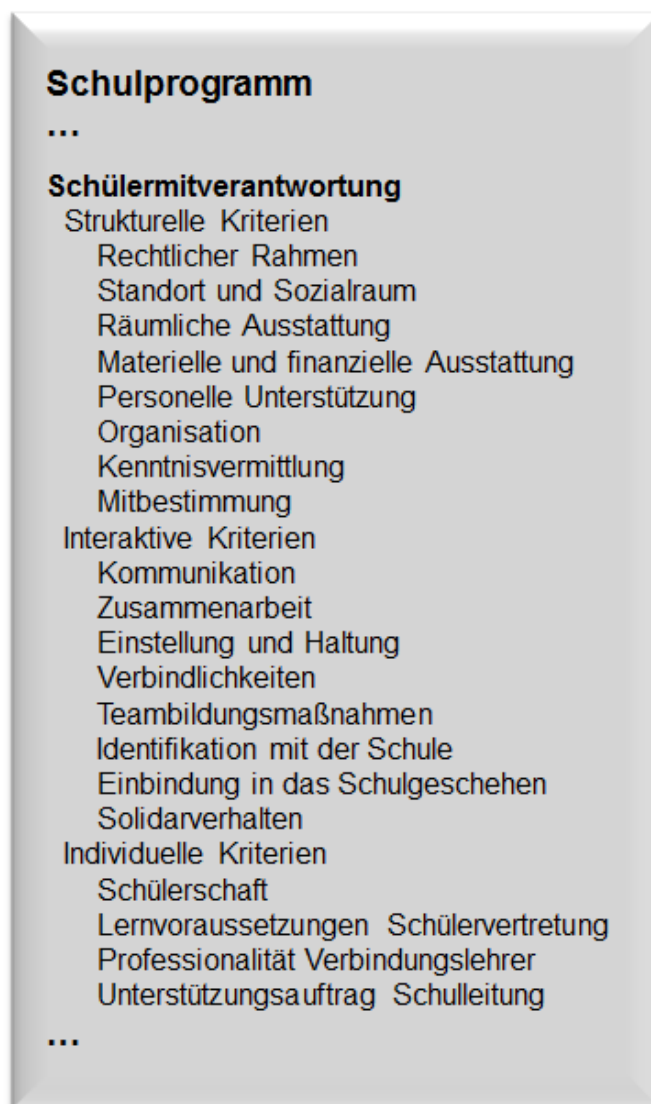 Schulprogramm
...
Schülermitverantwortung
Strukturelle Kriterien
Rechtlicher Rahmen
Standort und Sozialraum
Räumliche Ausstattung
Materielle und finanzielle Ausstattung
Personelle Unterstützung
Organisation
Kenntnisvermittlung
Mitbestimmung
Interaktive Kriterien
Kommunikation
Zusammenarbeit
Einstellung und Haltung
Verbindlichkeiten
Teambildungsmaßnahmen
Identifikation mit der Schule
Einbindung in das Schulgeschehen
Solidarverhalten
Individuelle Kriterien
Schülerschaft
Lernvoraussetzungen Schülervertretung
Professionalität Verbindungslehrer
Unterstützungsauftrag Schulleitung
...